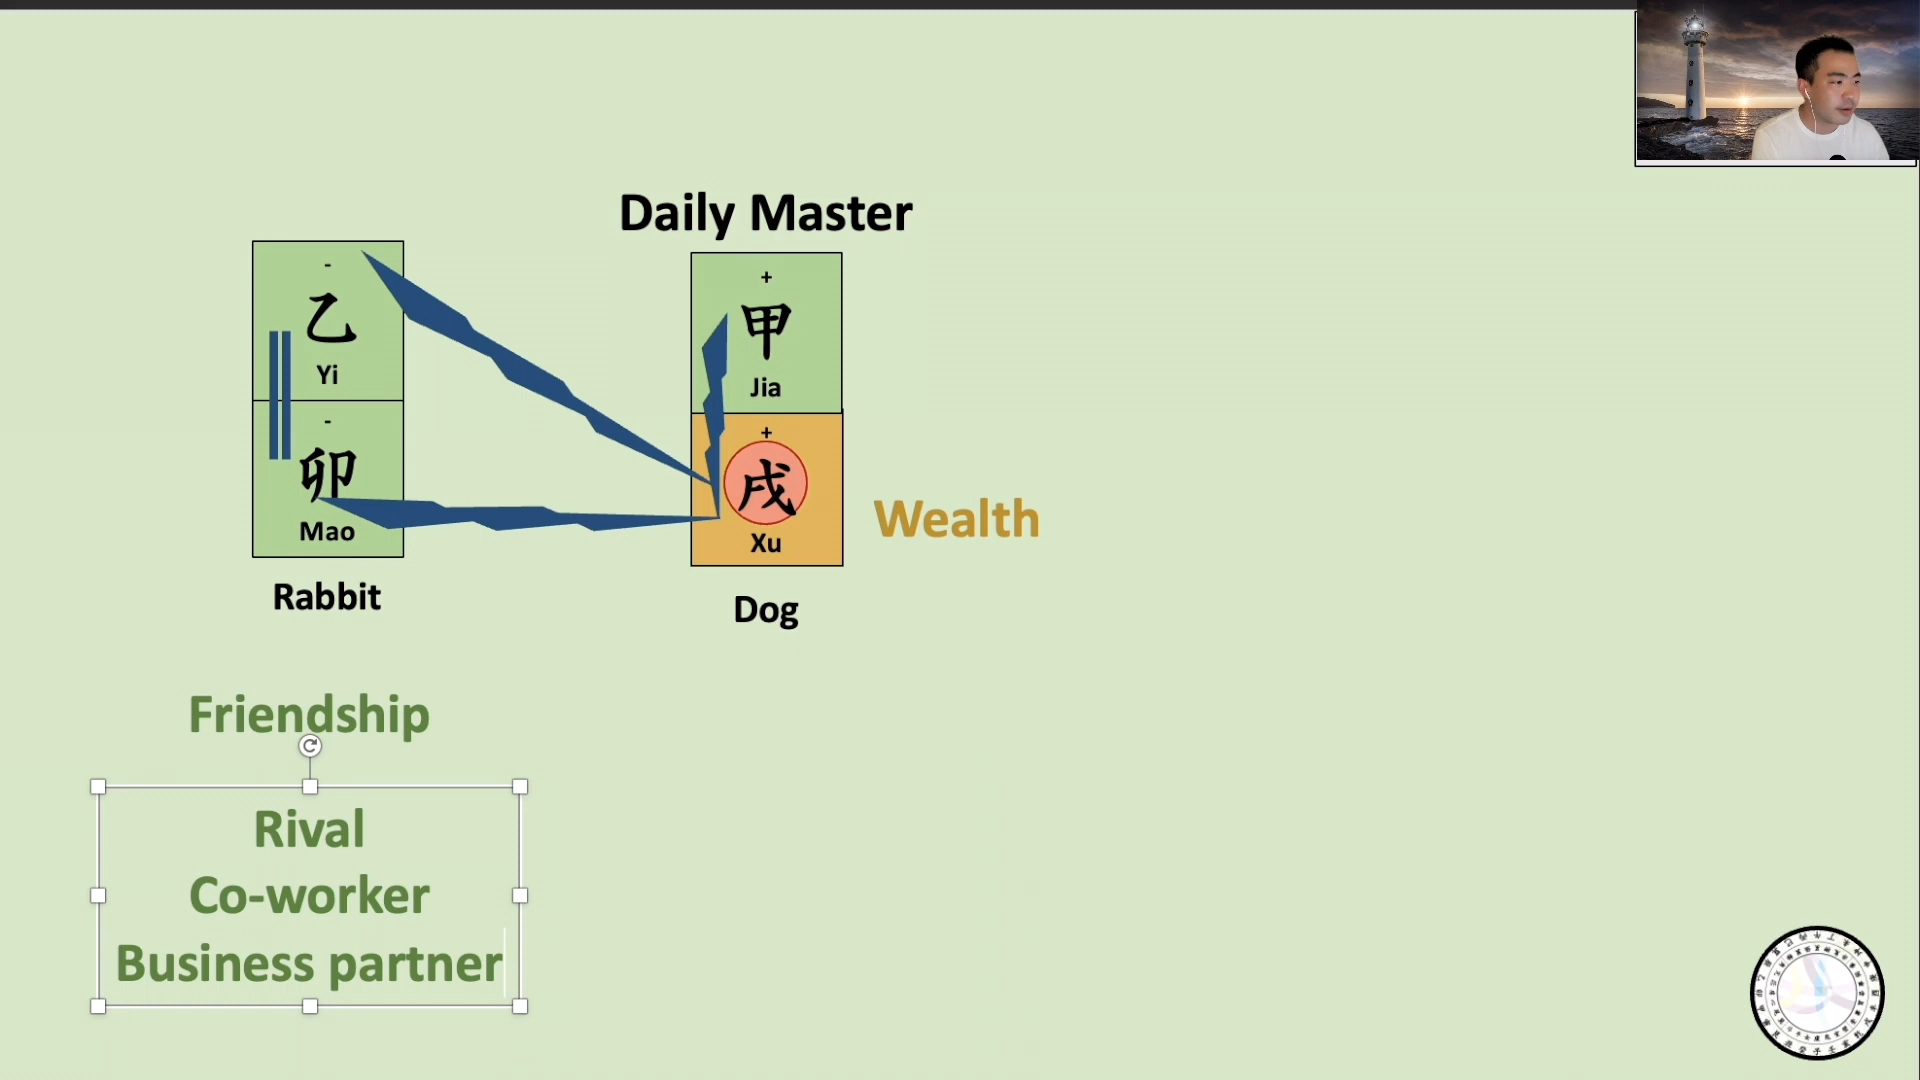 Daily Master
-
乙
Yi
-
卯
Mao
Rabbit
+
甲
Jia
+
戌
Xu
Dog
Wealth
Friendship
Rival
Co-worker
Business partner